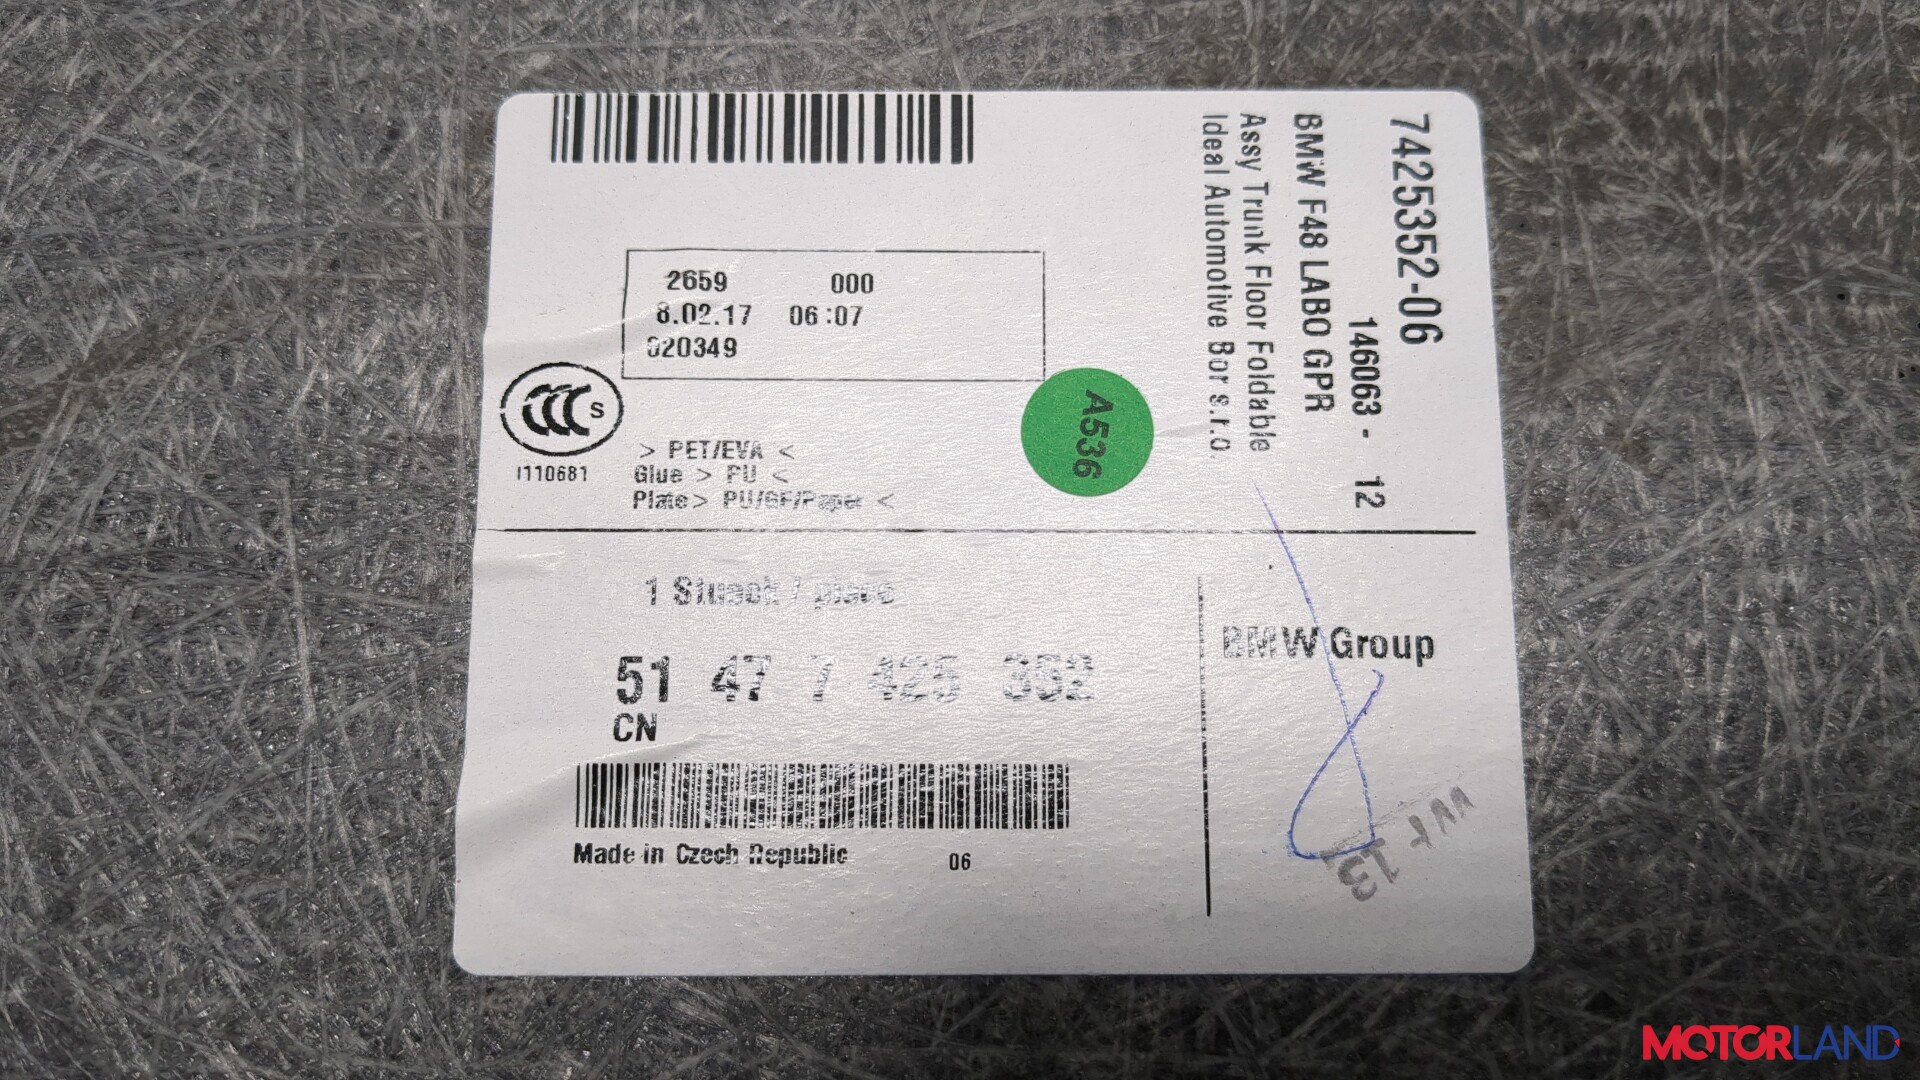 7425352-06
146063 - 12
BMW F48 LABO GPR
Assy Trunk Floor Foldable
Ideal Automotive Bor s.r.o.
2659 000
8.02.17 06:07
020349
S
I110681
A536
> PET/EVA <
Glue > PU <
Plate > PU/GF/Paper <
1 Stueck / piece
51 47 7 425 352
CN
BMW Group
Made in Czech Republic 06
MOTORLAND